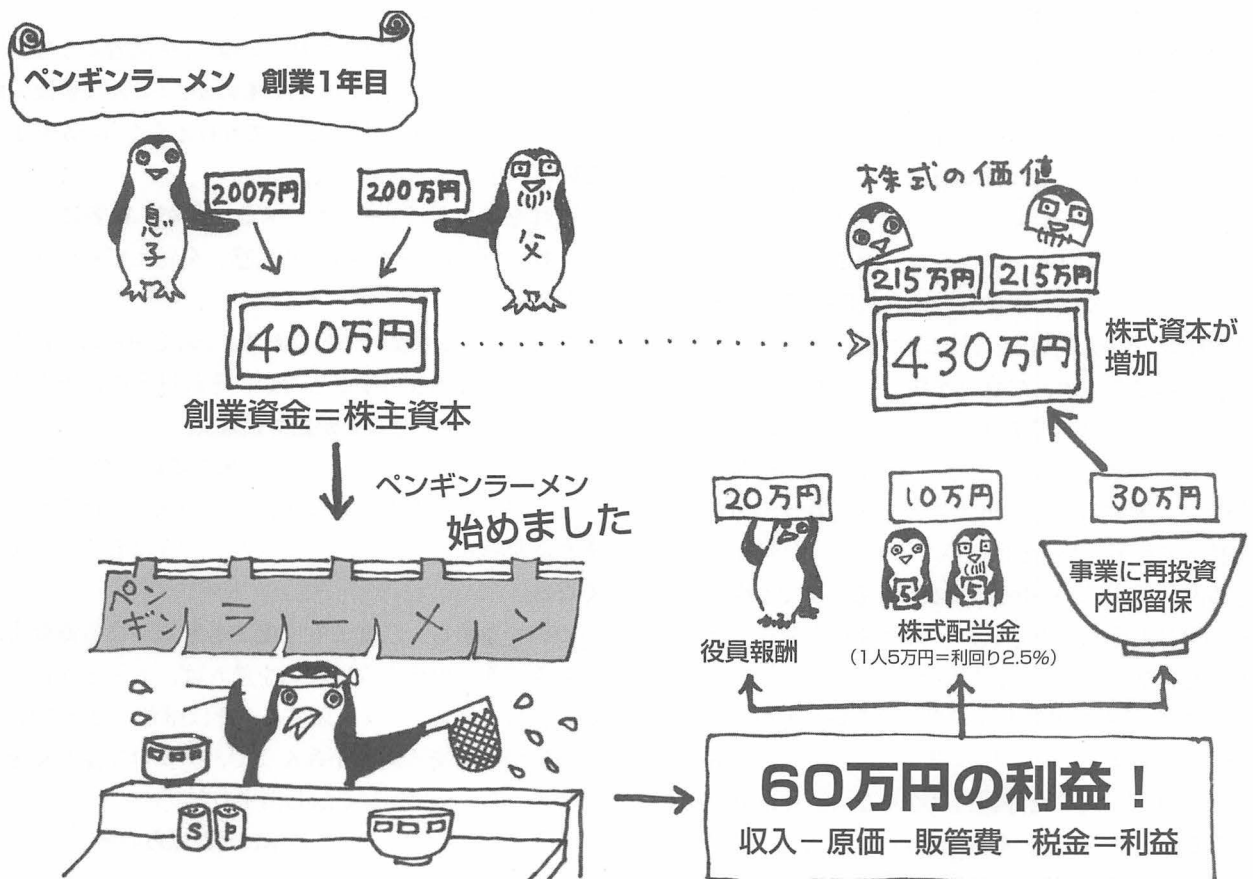 ペンギンラーメン 創業1年目
200万円
200万円
息子
父
400万円
創業資金＝株主資本
ペンギンラーメン
始めました
ペンギンラーメン
S P
株式の価値
215万円 215万円
430万円
株式資本が
増加
20万円
役員報酬
10万円
5 5
株式配当金
（1人5万円＝利回り2.5%）
30万円
事業に再投資
内部留保
60万円の利益！
収入－原価－販管費－税金＝利益